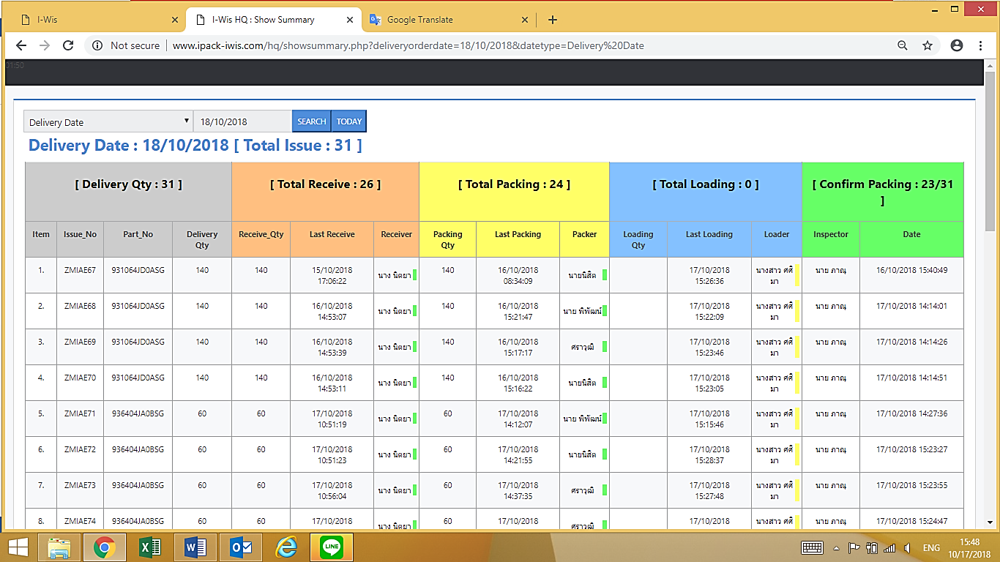 I-Wis
I-Wis HQ : Show Summary
Google Translate
Not secure
www.ipack-iwis.com/hq/showsummary.php?deliveryorderdate=18/10/2018&datetype=Delivery%20Date
01:50
Delivery Date
18/10/2018
SEARCH
TODAY
Delivery Date : 18/10/2018 [ Total Issue : 31 ]
[ Delivery Qty : 31 ] [ Total Receive : 26 ] [ Total Packing : 24 ] [ Total Loading : 0 ] [ Confirm Packing : 23/31 ]
Item Issue_No Part_No Delivery Qty Receive_Qty Last Receive Receiver Packing Qty Last Packing Packer Loading Qty Last Loading Loader Inspector Date
1. ZMIAE67 931064JD0ASG 140 140 15/10/2018 17:06:22 นาง นิตยา 140 16/10/2018 08:34:09 นายนิสิต 17/10/2018 15:26:36 นางสาว ศศิมา นาย ภาณุ 16/10/2018 15:40:49
2. ZMIAE68 931064JD0ASG 140 140 16/10/2018 14:53:07 นาง นิตยา 140 16/10/2018 15:21:47 นาย พิพัฒน์ 17/10/2018 15:22:09 นางสาว ศศิมา นาย ภาณุ 17/10/2018 14:14:01
3. ZMIAE69 931064JD0ASG 140 140 16/10/2018 14:53:39 นาง นิตยา 140 16/10/2018 15:17:17 ศราวุฒิ 17/10/2018 15:23:46 นางสาว ศศิมา นาย ภาณุ 17/10/2018 14:14:26
4. ZMIAE70 931064JD0ASG 140 140 16/10/2018 14:53:11 นาง นิตยา 140 16/10/2018 15:16:22 นายนิสิต 17/10/2018 15:23:05 นางสาว ศศิมา นาย ภาณุ 17/10/2018 14:14:51
5. ZMIAE71 936404JA0BSG 60 60 17/10/2018 10:51:19 นาง นิตยา 60 17/10/2018 14:12:07 นาย พิพัฒน์ 17/10/2018 15:15:46 นางสาว ศศิมา นาย ภาณุ 17/10/2018 14:27:36
6. ZMIAE72 936404JA0BSG 60 60 17/10/2018 10:51:23 นาง นิตยา 60 17/10/2018 14:21:55 นายนิสิต 17/10/2018 15:28:37 นางสาว ศศิมา นาย ภาณุ 17/10/2018 15:23:27
7. ZMIAE73 936404JA0BSG 60 60 17/10/2018 10:56:04 นาง นิตยา 60 17/10/2018 14:37:35 ศราวุฒิ 17/10/2018 15:27:48 นางสาว ศศิมา นาย ภาณุ 17/10/2018 15:23:55
8. ZMIAE74 936404JA0BSG 60 60 17/10/2018 นาง นิตยา 60 17/10/2018 ศราวุฒิ 17/10/2018 นางสาว ศศิ นาย ภาณุ 17/10/2018 15:24:47
LINE
ENG
15:48
10/17/2018